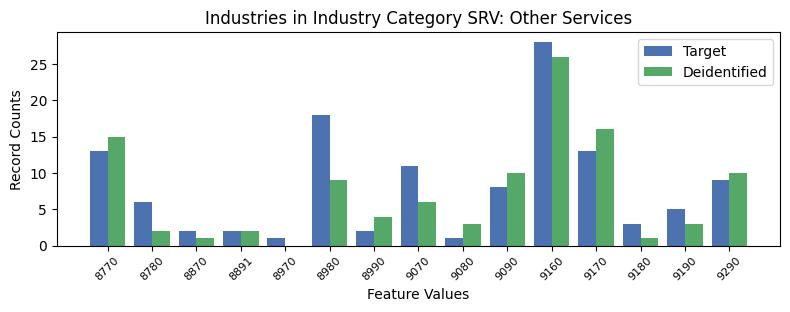 Industries in Industry Category SRV: Other Services
Target
Deidentified
Record Counts
25
20
15
10
5
0
8770 8780 8870 8891 8970 8980 8990 9070 9080 9090 9160 9170 9180 9190 9290
Feature Values